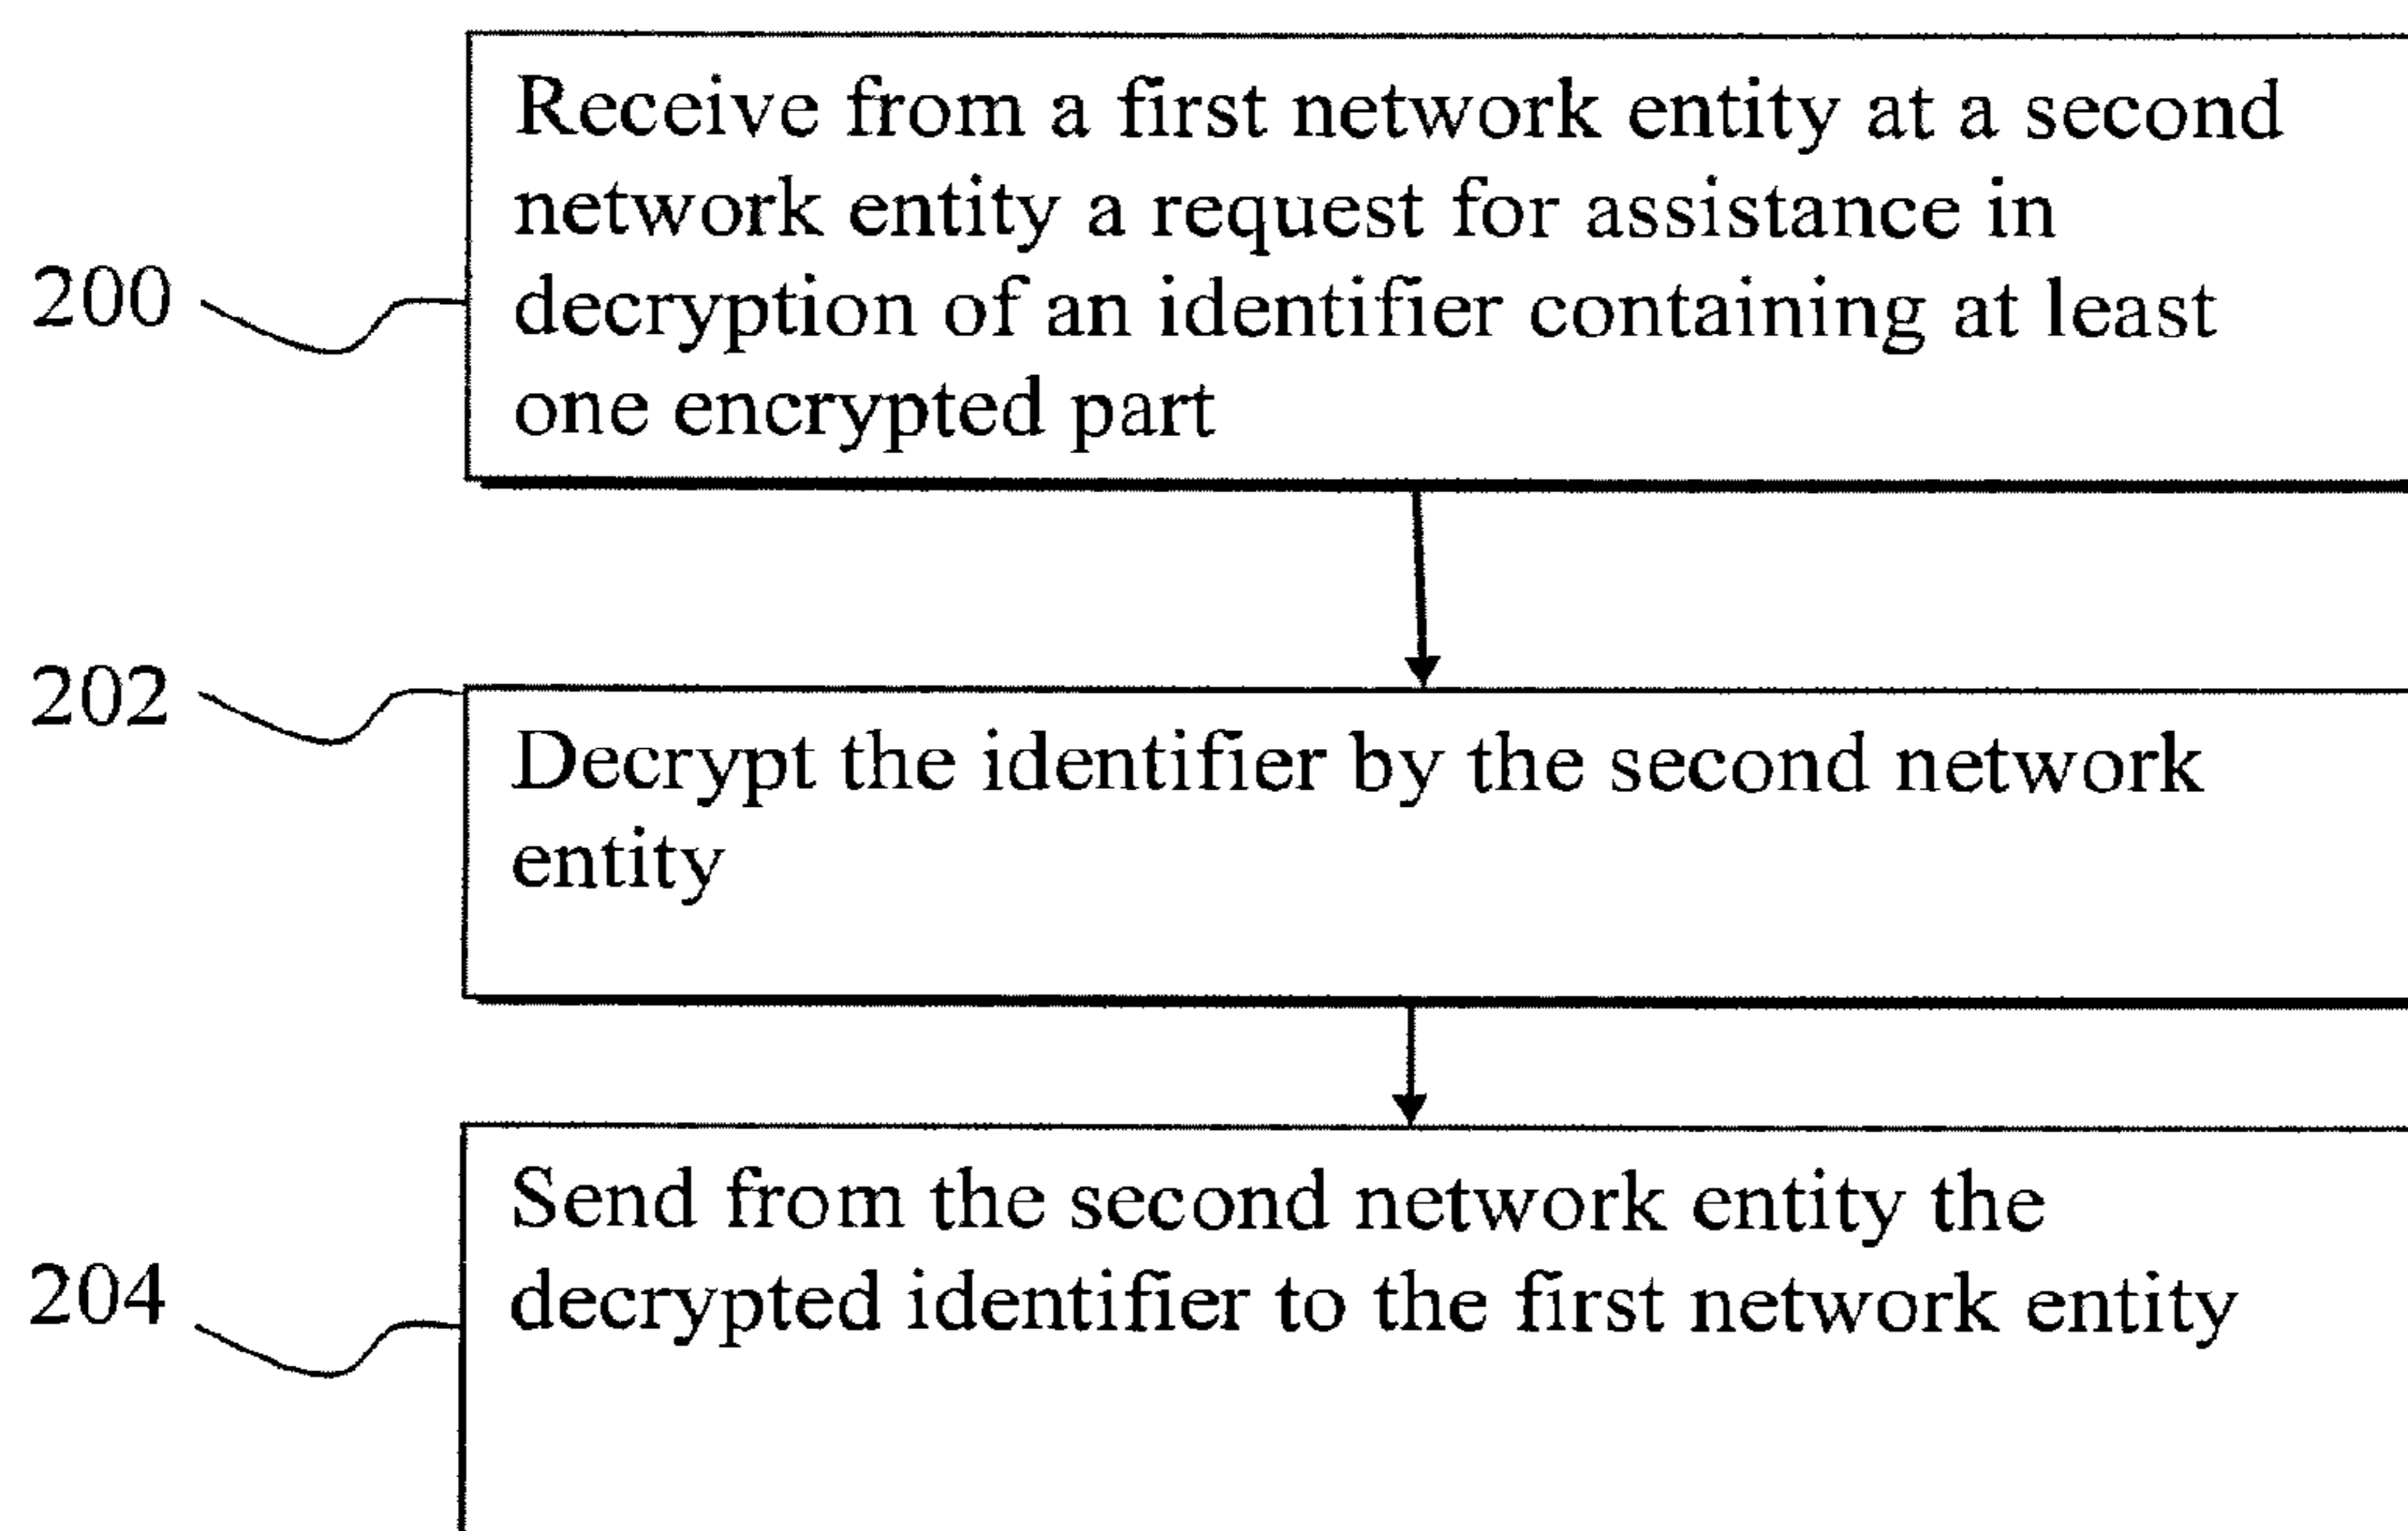 Receive from a first network entity at a second
network entity a request for assistance in
200
decryption of an identifier containing at least
one encrypted part
202
Decrypt the identifier by the second network
entity
Send from the second network entity the
204
decrypted identifier to the first network entity